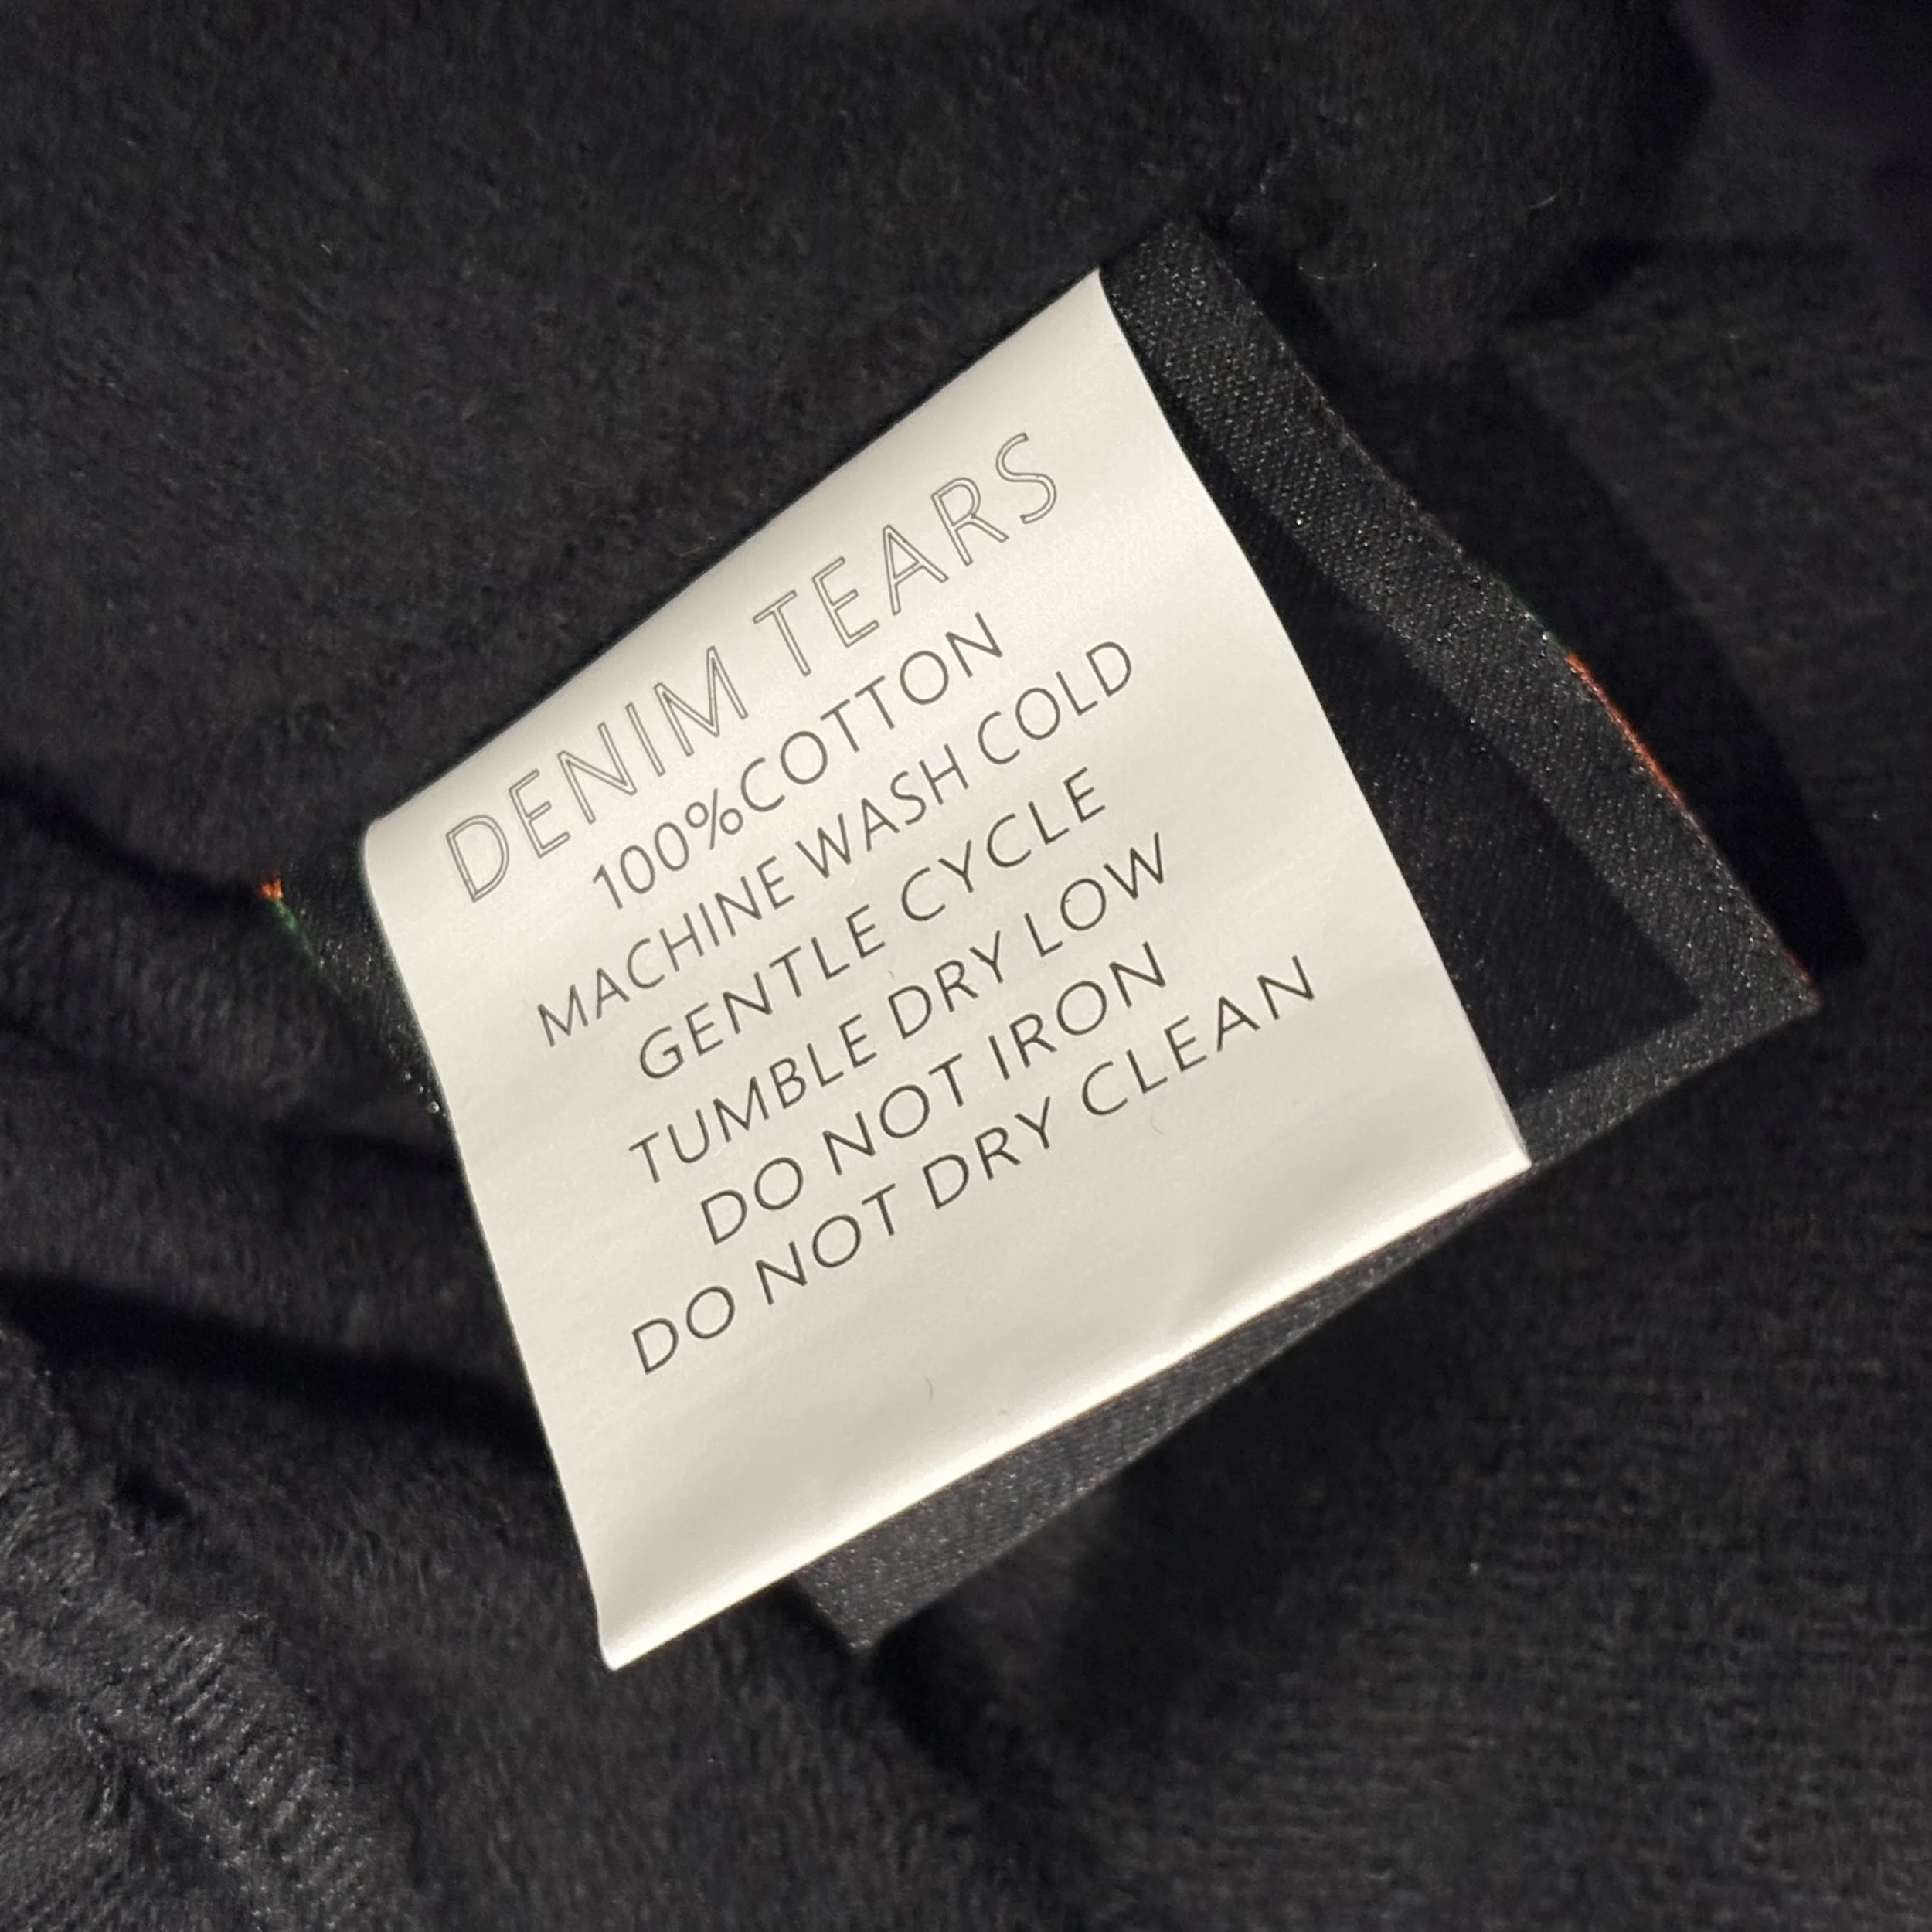 DENIM TEARS
100%COTTON
MACHINE WASH COLD
GENTLE CYCLE
TUMBLE DRY LOW
DO NOT IRON
DO NOT DRY CLEAN